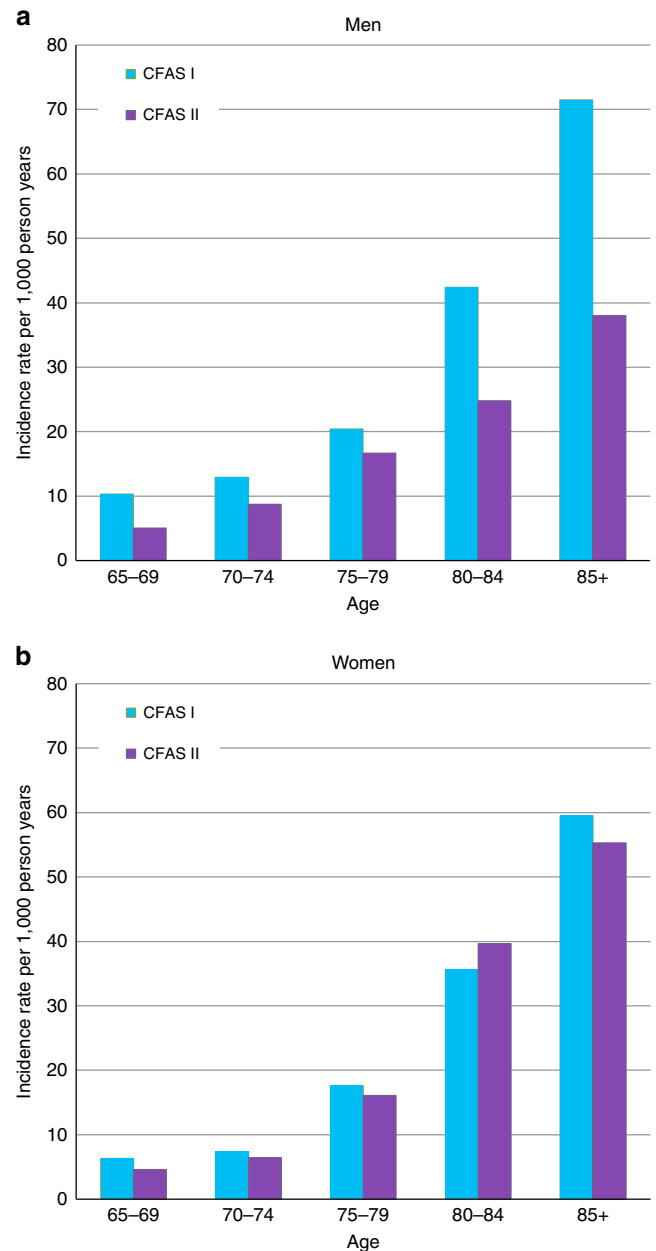 a
Men
80
70
60
50
40
30
20
10
0
Incidence rate per 1,000 person years
CFAS I
CFAS II
65–69 70–74 75–79 80–84 85+
Age
b
Women
80
70
60
50
40
30
20
10
0
Incidence rate per 1,000 person years
CFAS I
CFAS II
65–69 70–74 75–79 80–84 85+
Age